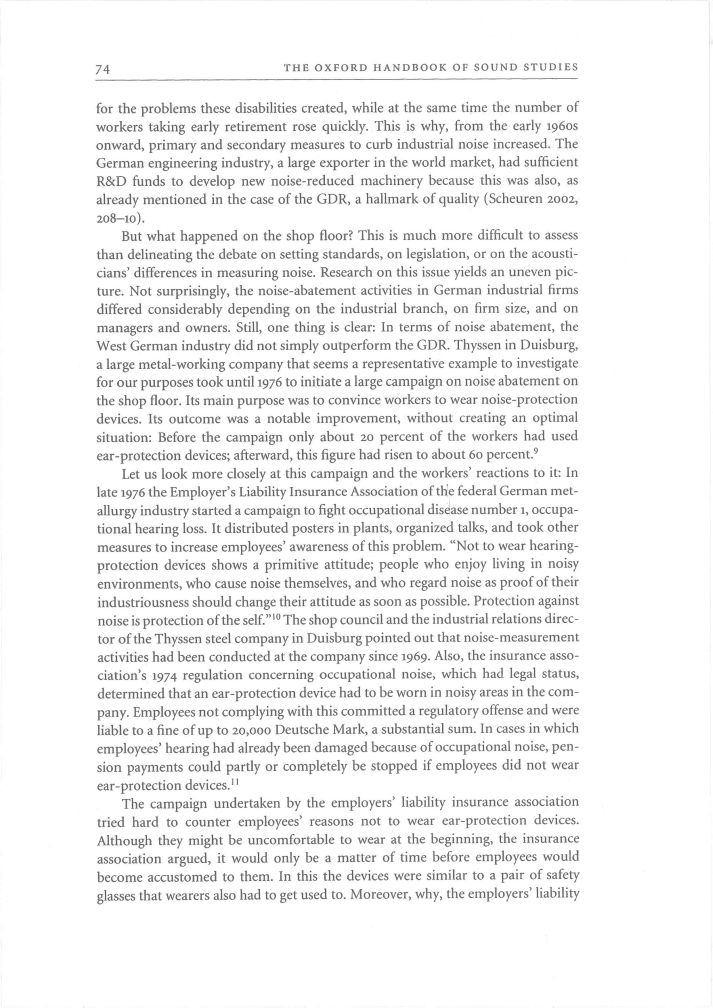 74
THE OXFORD HANDBOOK OF SOUND STUDIES
for the problems these disabilities created, while at the same time the number of
workers taking early retirement rose quickly. This is why, from the early 1960s
onward, primary and secondary measures to curb industrial noise increased. The
German engineering industry, a large exporter in the world market, had sufficient
R&D funds to develop new noise-reduced machinery because this was also, as
already mentioned in the case of the GDR, a hallmark of quality (Scheuren 2002,
208–10).
But what happened on the shop floor? This is much more difficult to assess
than delineating the debate on setting standards, on legislation, or on the acousti-
cians' differences in measuring noise. Research on this issue yields an uneven pic-
ture. Not surprisingly, the noise-abatement activities in German industrial firms
differed considerably depending on the industrial branch, on firm size, and on
managers and owners. Still, one thing is clear: In terms of noise abatement, the
West German industry did not simply outperform the GDR. Thyssen in Duisburg,
a large metal-working company that seems a representative example to investigate
for our purposes took until 1976 to initiate a large campaign on noise abatement on
the shop floor. Its main purpose was to convince workers to wear noise-protection
devices. Its outcome was a notable improvement, without creating an optimal
situation: Before the campaign only about 20 percent of the workers had used
ear-protection devices; afterward, this figure had risen to about 60 percent.⁹
Let us look more closely at this campaign and the workers' reactions to it: In
late 1976 the Employer's Liability Insurance Association of the federal German met-
allurgy industry started a campaign to fight occupational disease number 1, occupa-
tional hearing loss. It distributed posters in plants, organized talks, and took other
measures to increase employees' awareness of this problem. "Not to wear hearing-
protection devices shows a primitive attitude; people who enjoy living in noisy
environments, who cause noise themselves, and who regard noise as proof of their
industriousness should change their attitude as soon as possible. Protection against
noise is protection of the self."¹⁰ The shop council and the industrial relations direc-
tor of the Thyssen steel company in Duisburg pointed out that noise-measurement
activities had been conducted at the company since 1969. Also, the insurance asso-
ciation's 1974 regulation concerning occupational noise, which had legal status,
determined that an ear-protection device had to be worn in noisy areas in the com-
pany. Employees not complying with this committed a regulatory offense and were
liable to a fine of up to 20,000 Deutsche Mark, a substantial sum. In cases in which
employees' hearing had already been damaged because of occupational noise, pen-
sion payments could partly or completely be stopped if employees did not wear
ear-protection devices.¹¹
The campaign undertaken by the employers' liability insurance association
tried hard to counter employees' reasons not to wear ear-protection devices.
Although they might be uncomfortable to wear at the beginning, the insurance
association argued, it would only be a matter of time before employees would
become accustomed to them. In this the devices were similar to a pair of safety
glasses that wearers also had to get used to. Moreover, why, the employers' liability